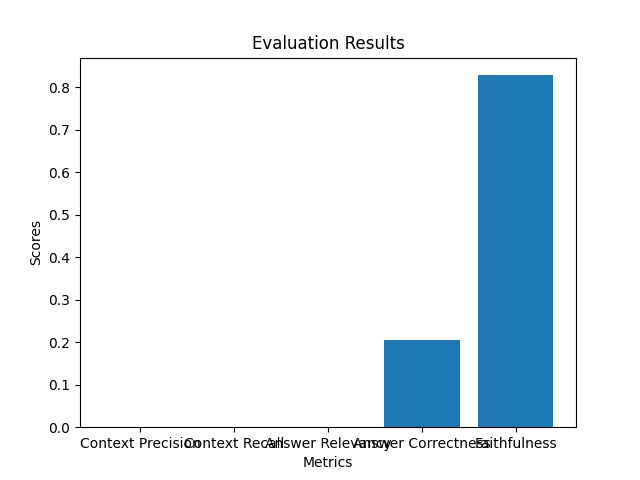 Evaluation Results
Scores
0.8
0.7
0.6
0.5
0.4
0.3
0.2
0.1
0.0
Context Precision Context Recall Answer Relevancy Answer Correctness Faithfulness
Metrics